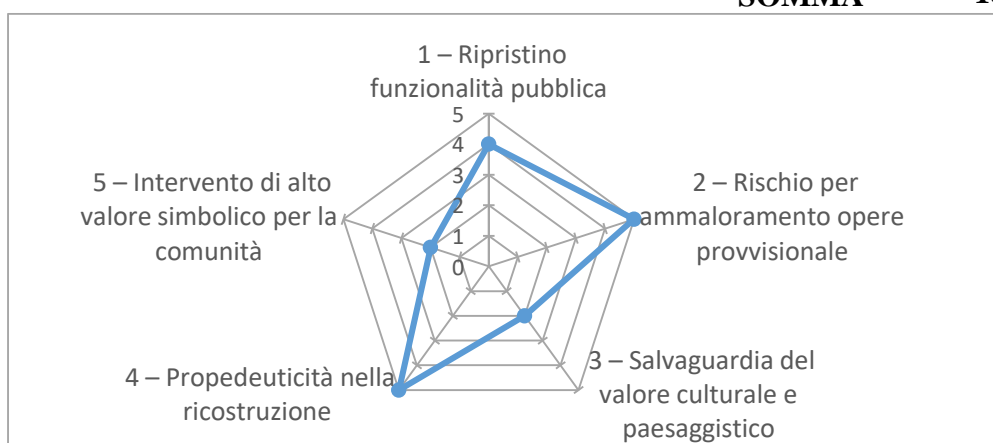 SOMMA
1 – Ripristino
funzionalità pubblica
5
4
3
2
1
0
2 – Rischio per
ammaloramento opere
provvisionale
3 – Salvaguardia del
valore culturale e
paesaggistico
4 – Propedeuticità nella
ricostruzione
5 – Intervento di alto
valore simbolico per la
comunità